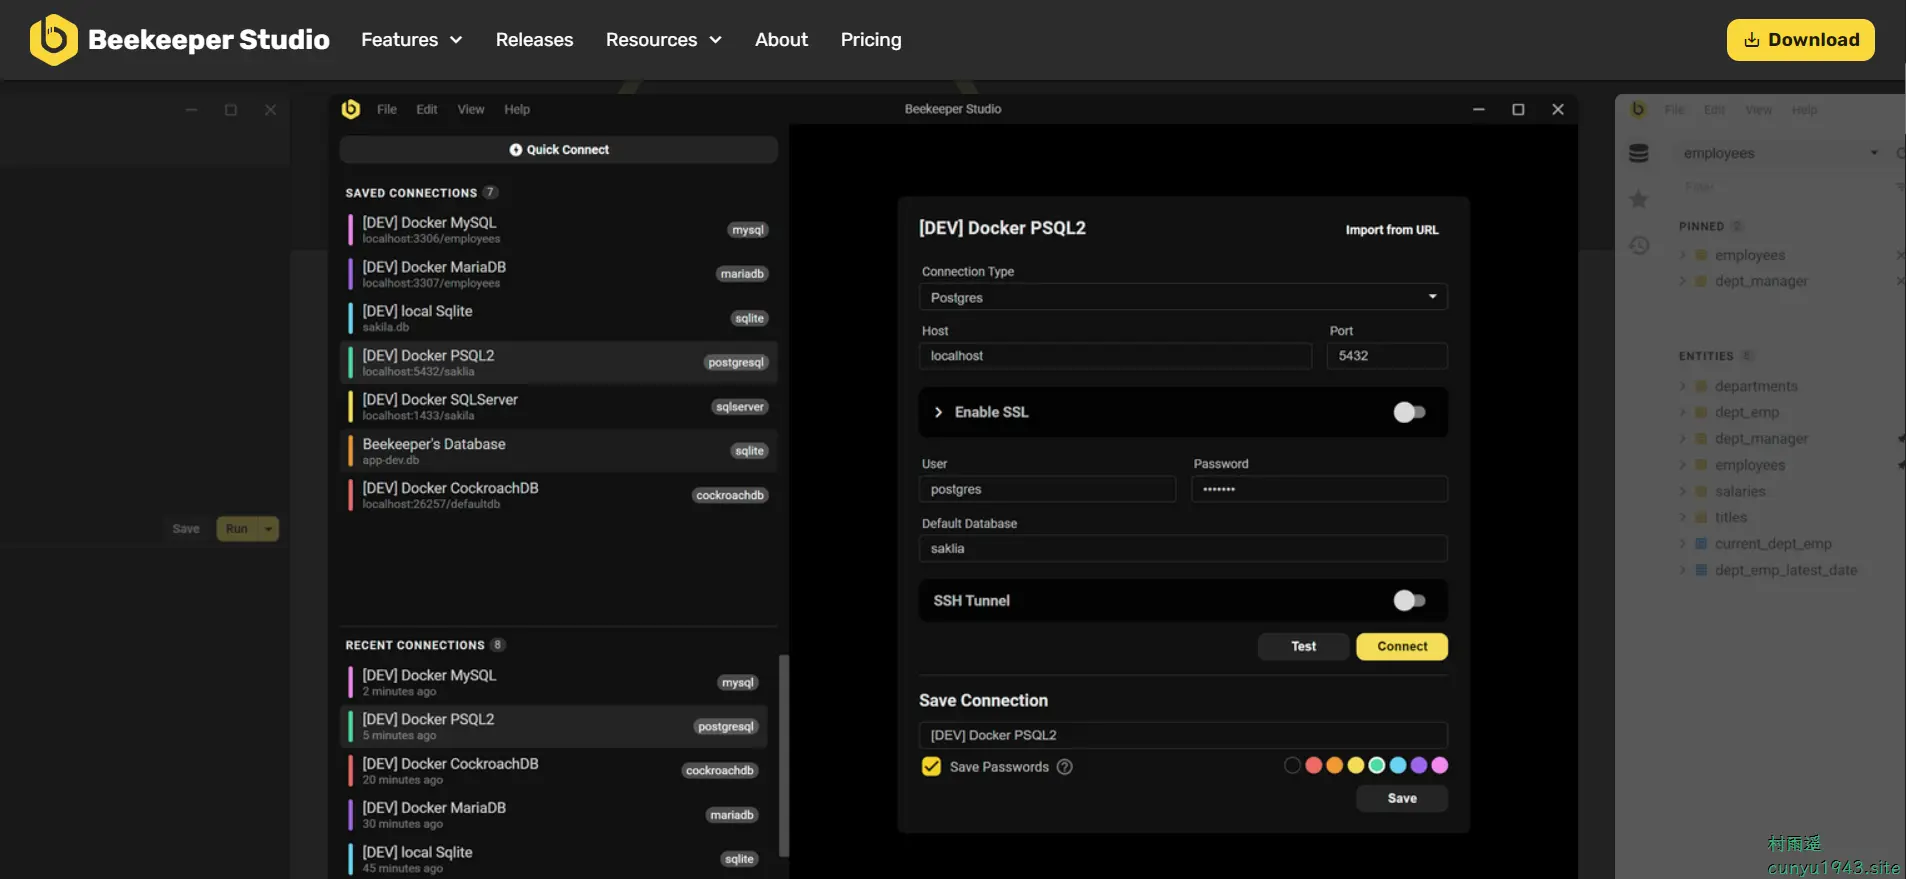 Beekeeper Studio Features Releases Resources About Pricing Download
File Edit View Help Beekeeper Studio
Quick Connect
SAVED CONNECTIONS 7
[DEV] Docker MySQL mysql
localhost:3306/employees
[DEV] Docker MariaDB mariadb
localhost:3307/employees
[DEV] local Sqlite sqlite
sakila.db
[DEV] Docker PSQL2 postgresql
localhost:5432/saklia
[DEV] Docker SQLServer sqlserver
localhost:1433/sakila
Beekeeper's Database sqlite
app-dev.db
[DEV] Docker CockroachDB cockroachdb
localhost:26257/defaultdb
RECENT CONNECTIONS 8
[DEV] Docker MySQL mysql
2 minutes ago
[DEV] Docker PSQL2 postgresql
5 minutes ago
[DEV] Docker CockroachDB cockroachdb
20 minutes ago
[DEV] Docker MariaDB mariadb
30 minutes ago
[DEV] local Sqlite sqlite
45 minutes ago
Save Run
[DEV] Docker PSQL2 Import from URL
Connection Type
Postgres
Host Port
localhost 5432
Enable SSL
User Password
postgres •••••••
Default Database
saklia
SSH Tunnel
Test Connect
Save Connection
[DEV] Docker PSQL2
Save Passwords
Save
File Edit View Help
employees
Filter
PINNED
employees
dept_manager
ENTITIES
departments
dept_emp
dept_manager
employees
salaries
titles
current_dept_emp
dept_emp_latest_date
村雨遥
cunyu1943.site